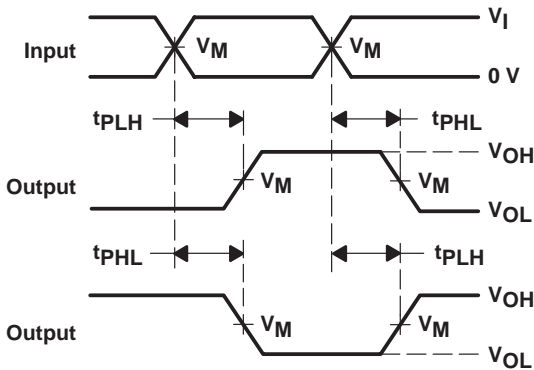 VI
Input VM VM
0 V
tPLH tPHL
VOH
Output VM VM
VOL
tPHL tPLH
VOH
Output VM VM
VOL